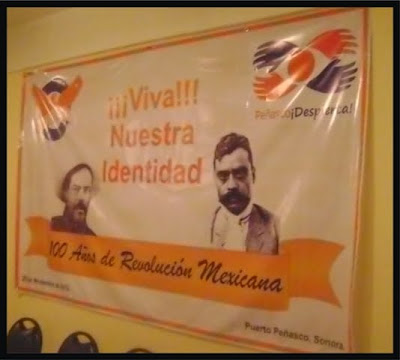 ¡¡¡Viva!!!
Nuestra
Identidad
Peñasco ¡Despierta!
100 Años de Revolución Mexicana
Puerto Peñasco, Sonora